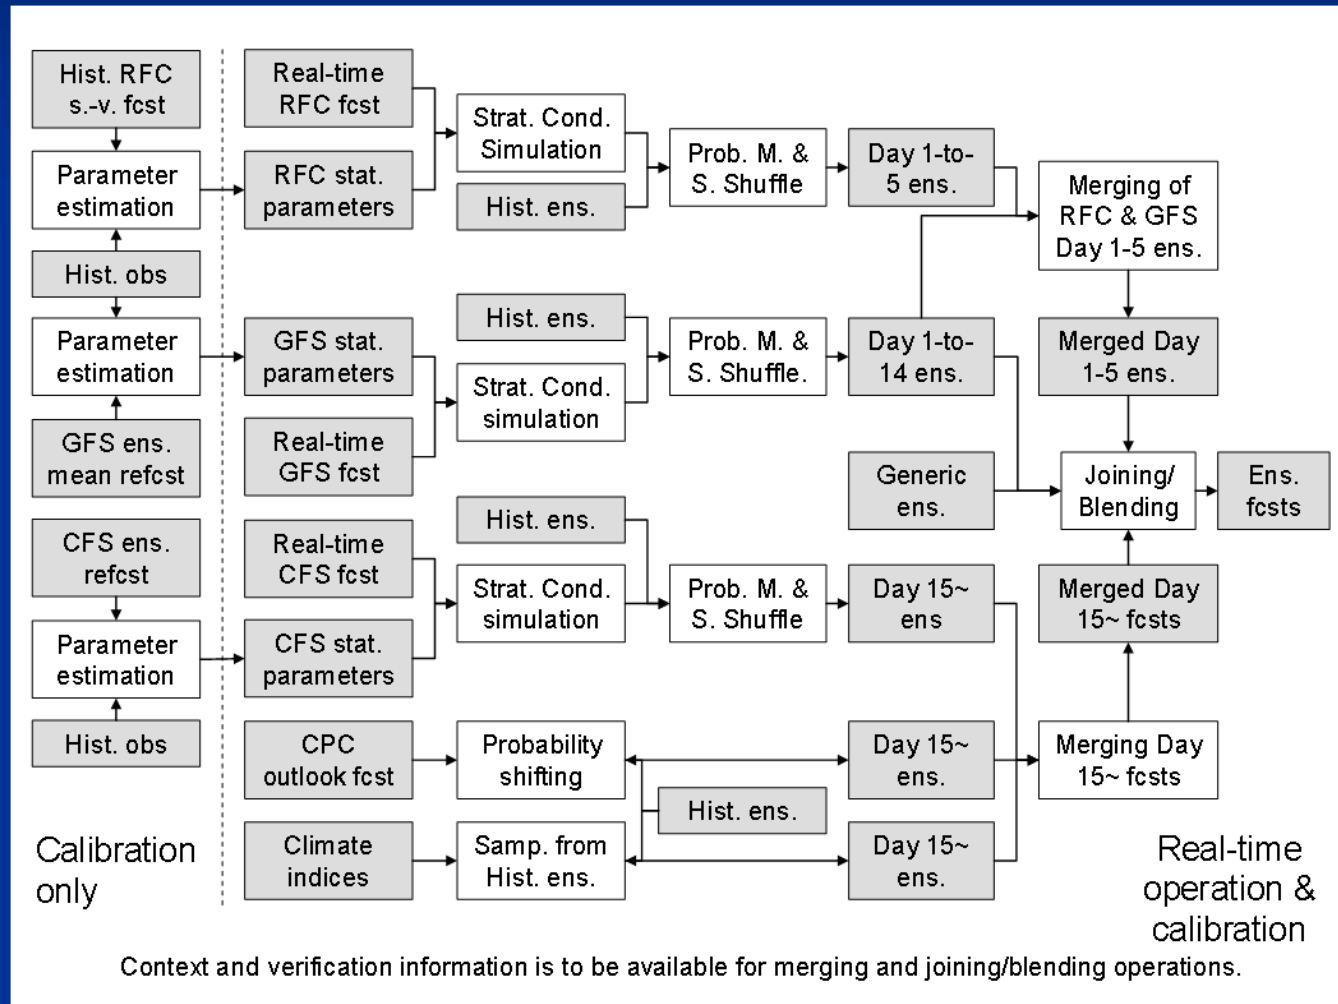 Hist. RFC
s.-v. fcst
Parameter
estimation
Hist. obs
Parameter
estimation
GFS ens.
mean refcst
CFS ens.
refcst
Parameter
estimation
Hist. obs
Calibration
only
Real-time
RFC fcst
RFC stat.
parameters
GFS stat.
parameters
Real-time
GFS fcst
Real-time
CFS fcst
CFS stat.
parameters
CPC
outlook fcst
Climate
indices
Strat. Cond.
Simulation
Hist. ens.
Hist. ens.
Strat. Cond.
simulation
Hist. ens.
Strat. Cond.
simulation
Probability
shifting
Samp. from
Hist. ens.
Prob. M. &
S. Shuffle
Prob. M. &
S. Shuffle.
Prob. M. &
S. Shuffle
Hist. ens.
Day 1-to-
5 ens.
Day 1-to-
14 ens.
Generic
ens.
Day 15~
ens
Day 15~
ens.
Day 15~
ens.
Merging of
RFC & GFS
Day 1-5 ens.
Merged Day
1-5 ens.
Joining/
Blending
Ens.
fcsts
Merged Day
15~ fcsts
Merging Day
15~ fcsts
Real-time
operation &
calibration
Context and verification information is to be available for merging and joining/blending operations.